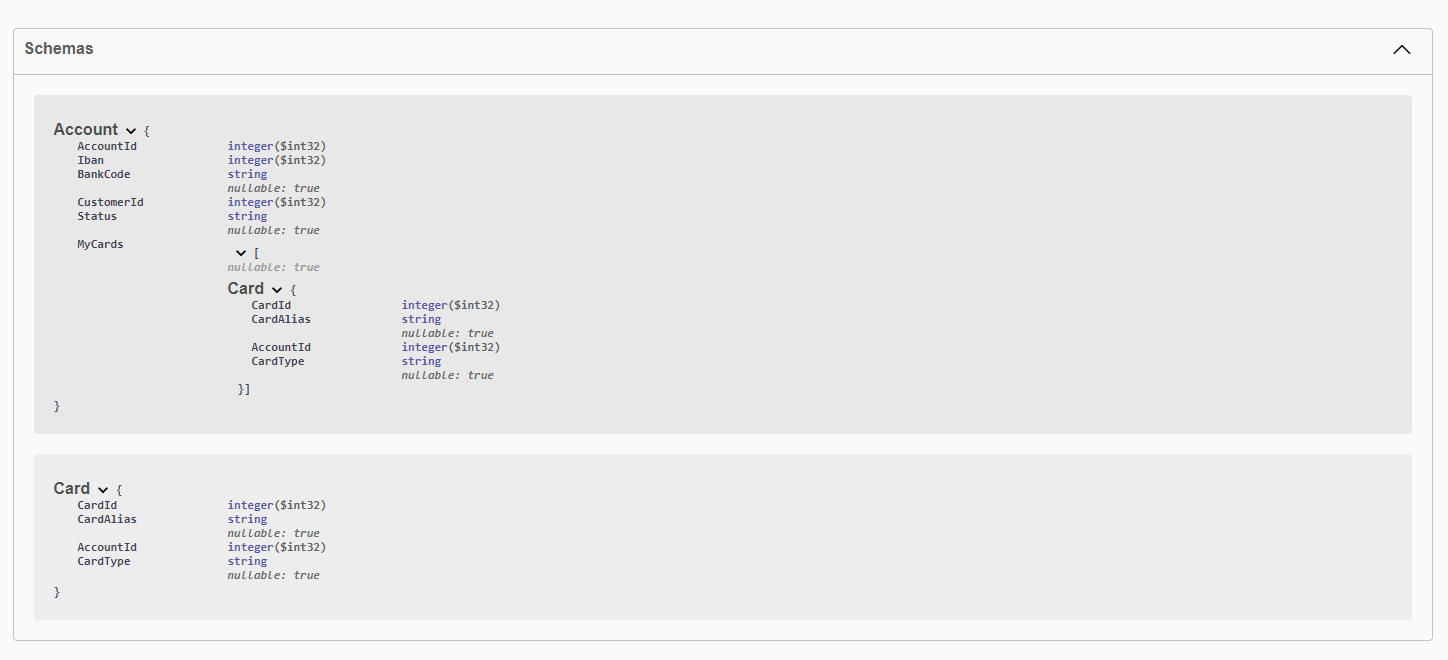 Schemas
Account {
AccountId integer($int32)
Iban integer($int32)
BankCode string
nullable: true
CustomerId integer($int32)
Status string
nullable: true
MyCards
[
nullable: true
Card {
CardId integer($int32)
CardAlias string
nullable: true
AccountId integer($int32)
CardType string
nullable: true
}]
}
Card {
CardId integer($int32)
CardAlias string
nullable: true
AccountId integer($int32)
CardType string
nullable: true
}